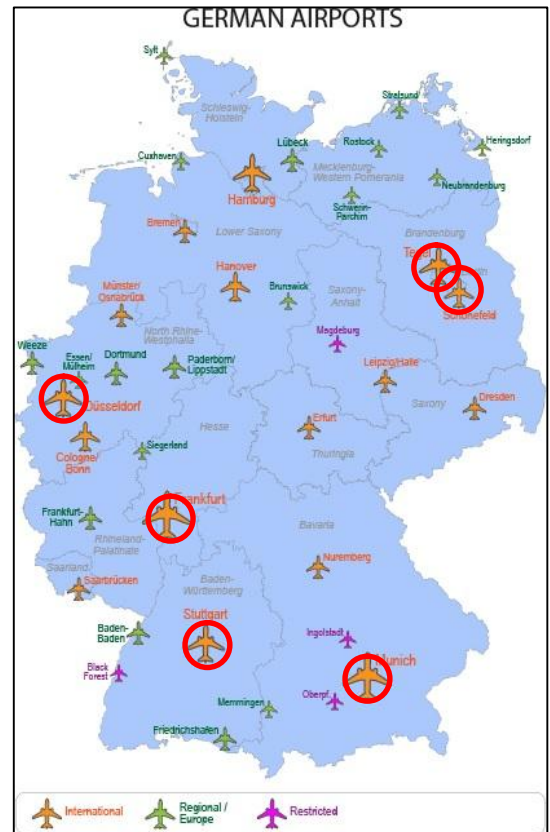 GERMAN AIRPORTS
Sylt
Stralsund
Schleswig-
Holstein
Rostock
Heringsdorf
Lübeck
Cuxhaven
Mecklenburg-
Western Pomerania
Neubrandenburg
Hamburg
Schwerin-
Parchim
Bremen
Lower Saxony
Brandenburg
Tegel
Hanover
Brunswick
Saxony-
Anhalt
Schönefeld
Münster/
Osnabrück
North Rhine-
Westphalia
Magdeburg
Weeze
Essen/
Mülheim
Dortmund
Paderborn/
Lippstadt
Leipzig/Halle
Düsseldorf
Saxony
Dresden
Hesse
Erfurt
Cologne/
Bonn
Siegerland
Thuringia
Frankfurt
Frankfurt-
Hahn
Bavaria
Rhineland-
Palatinate
Saarland
Nuremberg
Saarbrücken
Baden-
Württemberg
Stuttgart
Baden-
Baden
Ingolstadt
Munich
Black
Forest
Oberpf.
Memmingen
Friedrichshafen
International
Regional /
Europe
Restricted